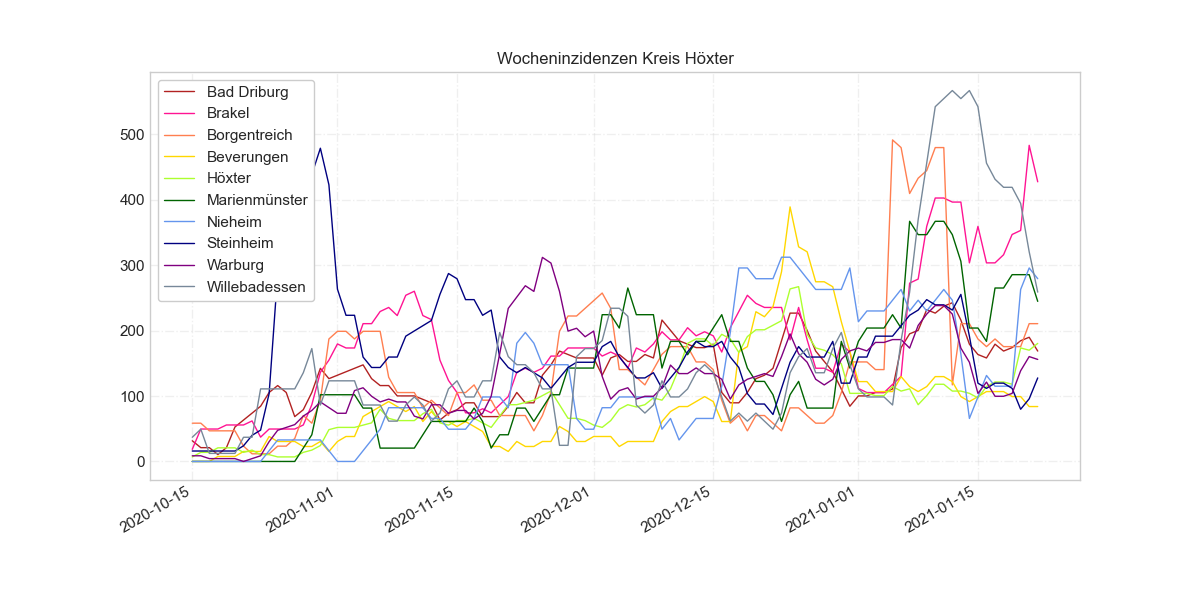 Wocheninzidenzen Kreis Höxter
Bad Driburg
Brakel
Borgentreich
Beverungen
Höxter
Marienmünster
Nieheim
Steinheim
Warburg
Willebadessen
500
400
300
200
100
0
2020-10-15
2020-11-01
2020-11-15
2020-12-01
2020-12-15
2021-01-01
2021-01-15